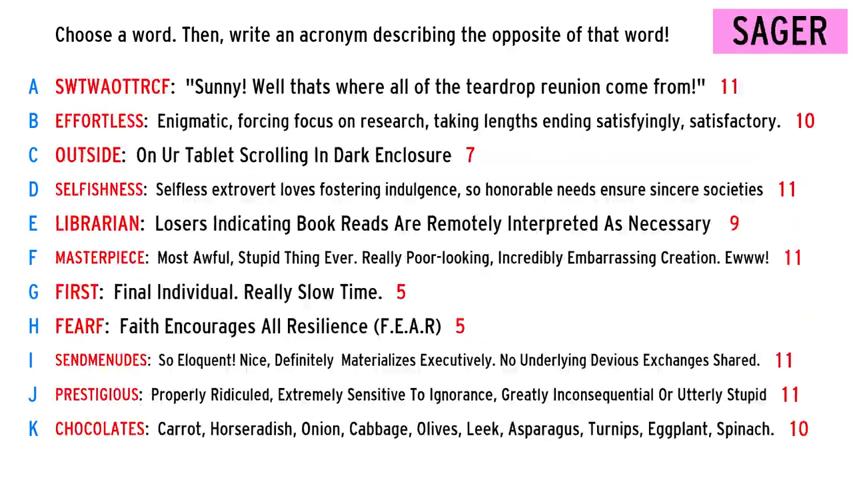 Choose a word. Then, write an acronym describing the opposite of that word!
SAGER
A SWTWAOTTRCF: "Sunny! Well thats where all of the teardrop reunion come from!" 11
B EFFORTLESS: Enigmatic, forcing focus on research, taking lengths ending satisfyingly, satisfactory. 10
C OUTSIDE: On Ur Tablet Scrolling In Dark Enclosure 7
D SELFISHNESS: Selfless extrovert loves fostering indulgence, so honorable needs ensure sincere societies 11
E LIBRARIAN: Losers Indicating Book Reads Are Remotely Interpreted As Necessary 9
F MASTERPIECE: Most Awful, Stupid Thing Ever. Really Poor-looking, Incredibly Embarrassing Creation. Ewww! 11
G FIRST: Final Individual. Really Slow Time. 5
H FEARF: Faith Encourages All Resilience (F.E.A.R) 5
I SENDMENUDES: So Eloquent! Nice, Definitely Materializes Executively. No Underlying Devious Exchanges Shared. 11
J PRESTIGIOUS: Properly Ridiculed, Extremely Sensitive To Ignorance, Greatly Inconsequential Or Utterly Stupid 11
K CHOCOLATES: Carrot, Horseradish, Onion, Cabbage, Olives, Leek, Asparagus, Turnips, Eggplant, Spinach. 10